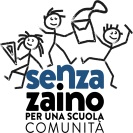 senza
zaino
PER UNA SCUOLA
COMUNITÀ